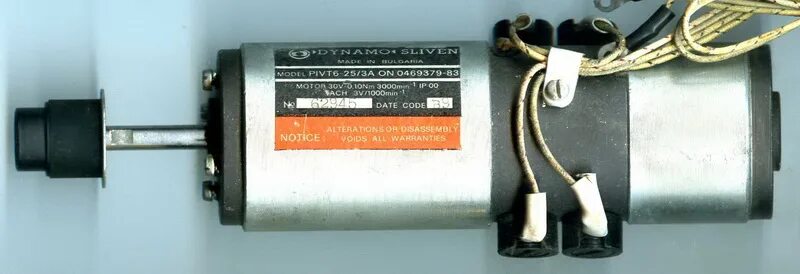 DYNAMO SLIVEN
MADE IN BULGARIA
MODEL PIVT6-25/3A ON 0469379-83
MOTOR 30V 0.10Nm 3000min⁻¹ IP 00
TACH 3V/1000min⁻¹
No 62945 DATE CODE 39
NOTICE: ALTERATIONS OR DISASSEMBLY
VOIDS ALL WARRANTIES